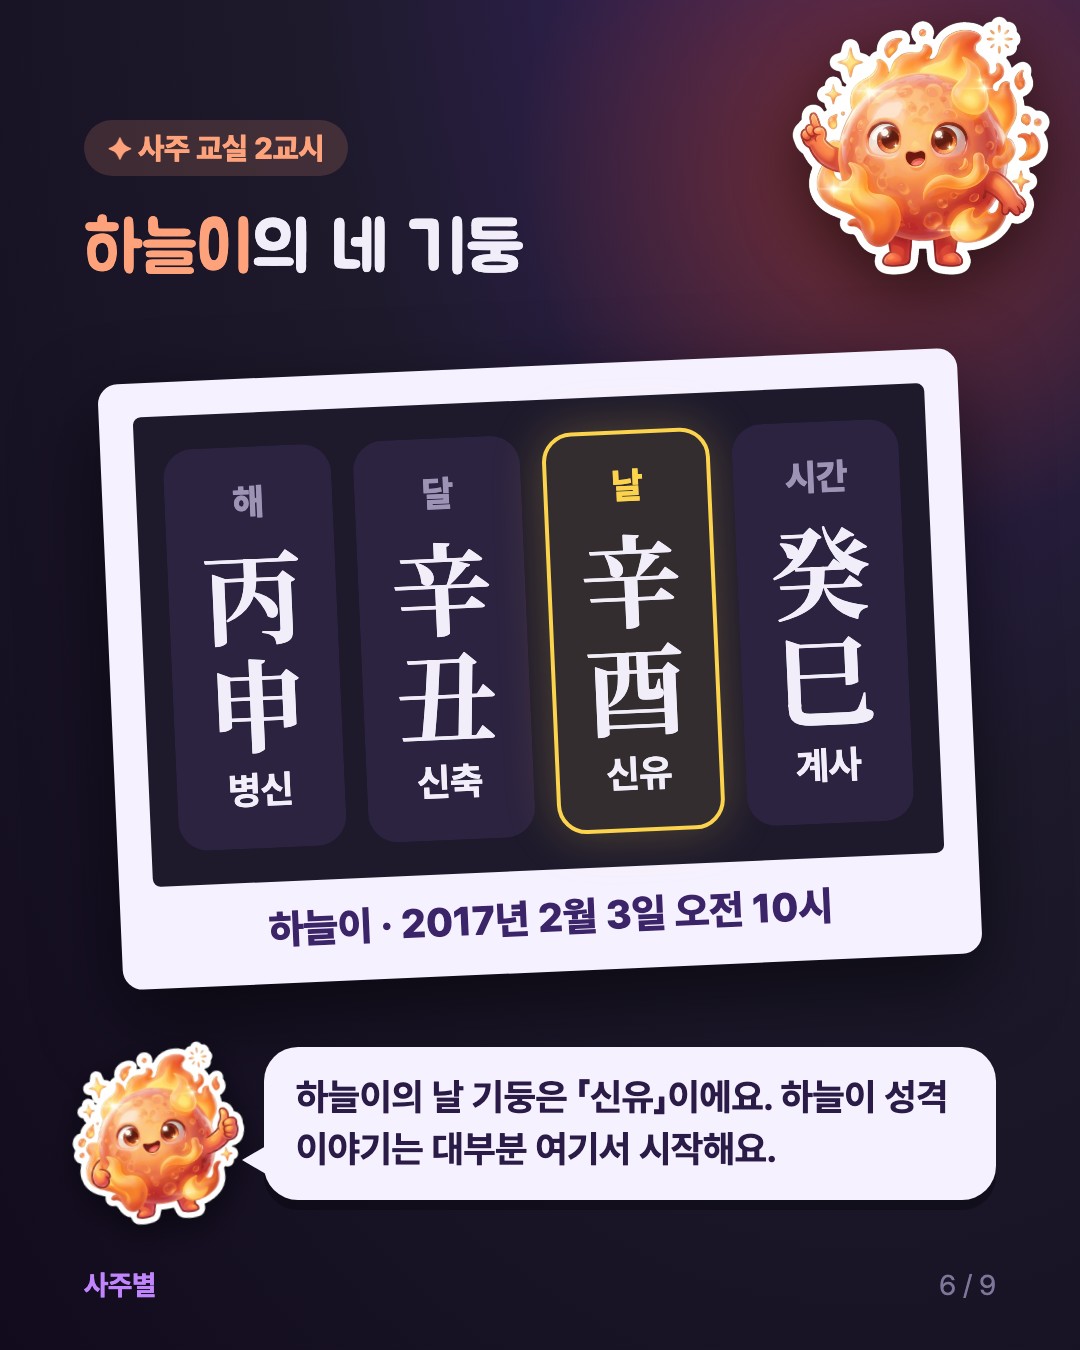 사주 교실 2교시
하늘이의 네 기둥
해
丙
申
병신
달
辛
丑
신축
날
辛
酉
신유
시간
癸
巳
계사
하늘이 · 2017년 2월 3일 오전 10시
하늘이의 날 기둥은 「신유」이에요. 하늘이 성격
이야기는 대부분 여기서 시작해요.
사주별
6 / 9